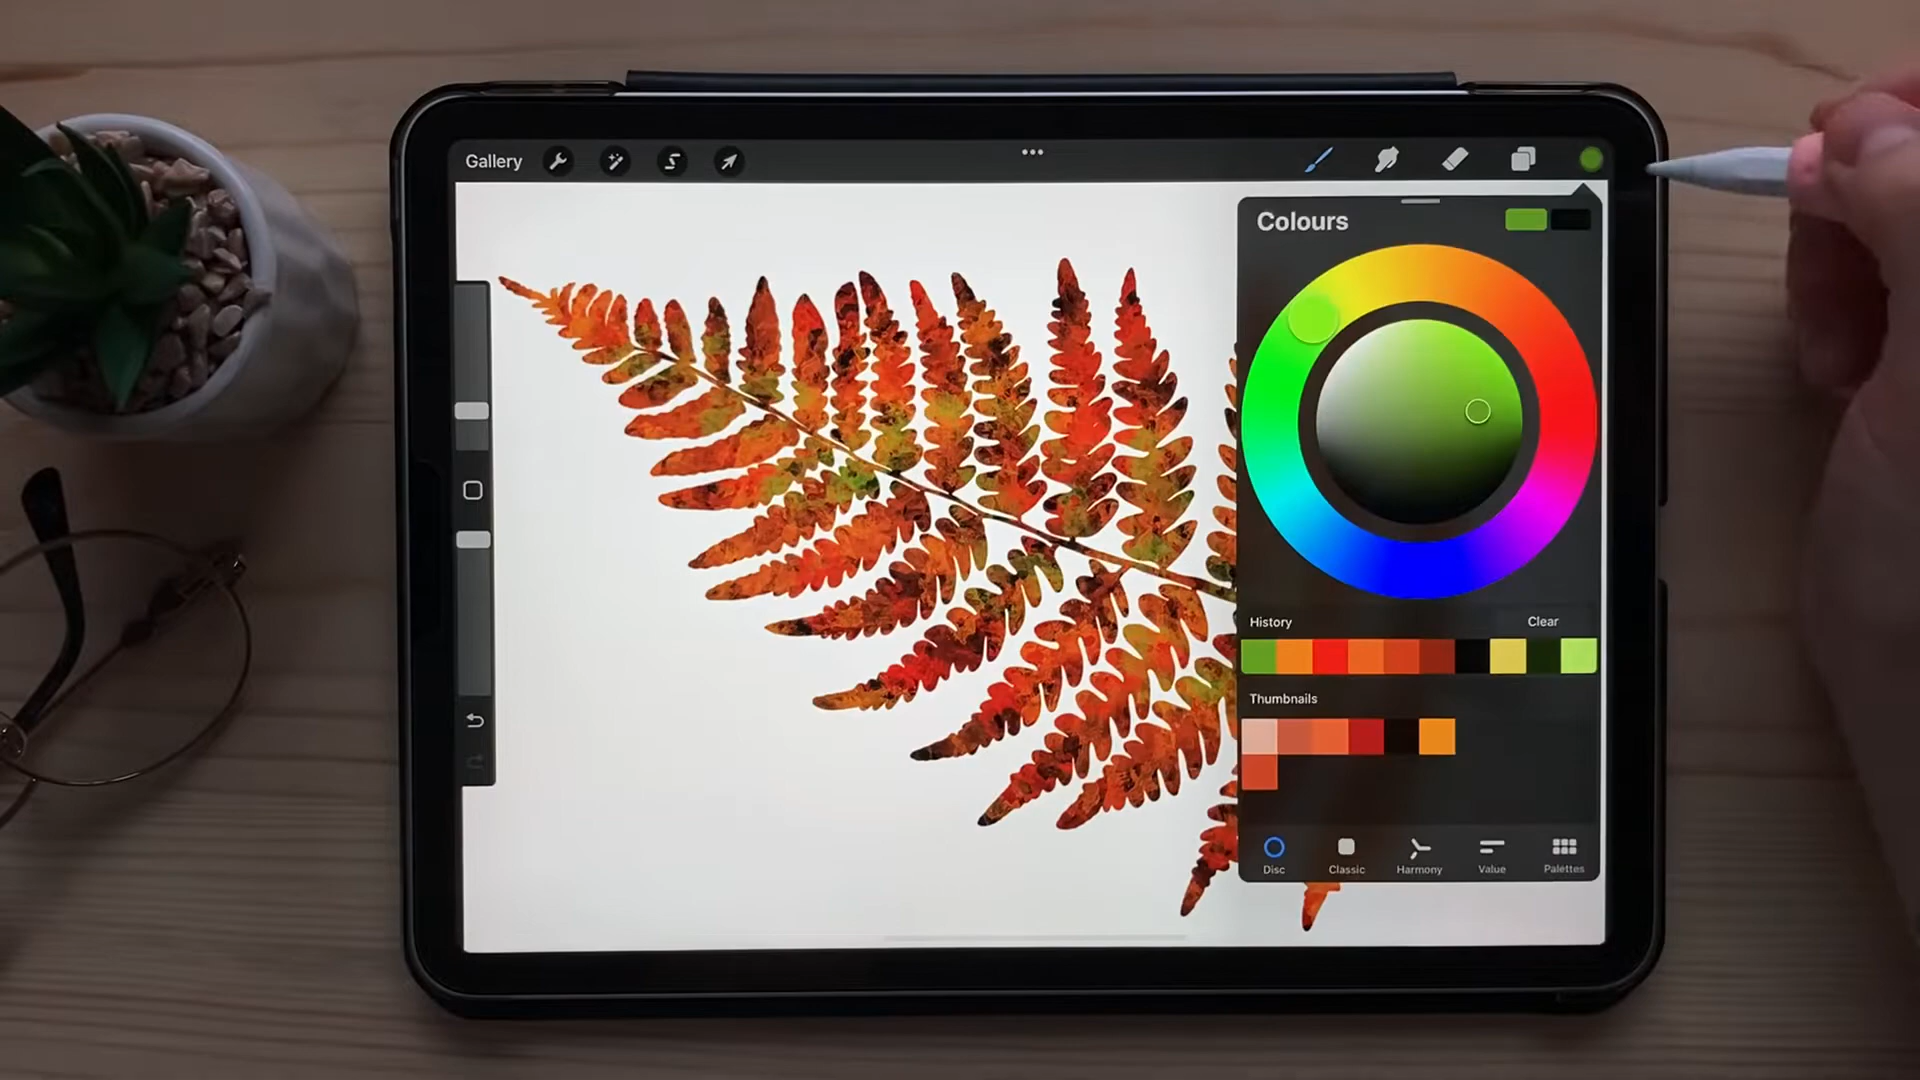 Gallery
Colours
History
Clear
Thumbnails
Disc
Classic
Harmony
Value
Palettes